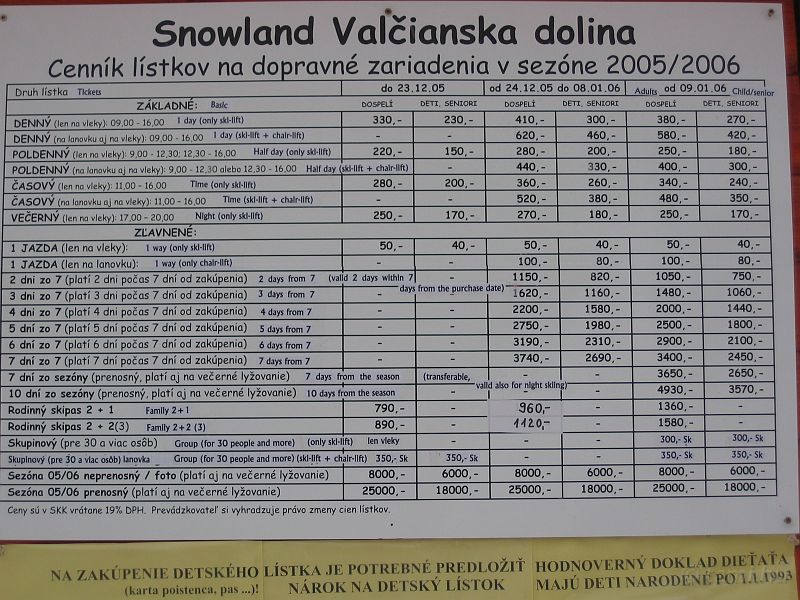 Snowland Valčianska dolina
Cenník lístkov na dopravné zariadenia v sezóne 2005/2006
Druh lístka Tickets do 23.12.05 od 24.12.05 do 08.01.06 Adults od 09.01.06 Child/senior
ZÁKLADNÉ: Basic DOSPELÍ DETI, SENIORI DOSPELÍ DETI, SENIORI DOSPELÍ DETI, SENIORI
DENNÝ (len na vleky): 09,00 - 16,00 1 day (only ski-lift) 330,- 230,- 410,- 300,- 380,- 270,-
DENNÝ (na lanovku aj na vleky): 09,00 - 16,00 1 day (ski-lift + chair-lift) - - 620,- 460,- 580,- 420,-
POLDENNÝ (len na vleky): 9,00 - 12,30; 12,30 - 16,00 Half day (only ski-lift) 220,- 150,- 280,- 200,- 250,- 180,-
POLDENNÝ (na lanovku aj na vleky): 9,00 - 12,30 alebo 12,30 - 16,00 Half day (ski-lift + chair-lift) - 440,- 330,- 400,- 300,-
ČASOVÝ (len na vleky): 11,00 - 16,00 Time (only ski-lift) 280,- 200,- 360,- 260,- 340,- 240,-
ČASOVÝ (na lanovku aj na vleky): 11,00 - 16,00 Time (ski-lift + chair-lift) - 520,- 380,- 480,- 350,-
VEČERNÝ (len na vleky): 17,00 - 20,00 Night (only ski-lift) 250,- 170,- 270,- 180,- 250,- 170,-
ZĽAVNENÉ:
1 JAZDA (len na vleky): 1 way (only ski-lift) 50,- 40,- 50,- 40,- 50,- 40,-
1 JAZDA (len na lanovku): 1 way (only chair-lift) - - 100,- 80,- 100,- 80,-
2 dni zo 7 (platí 2 dni počas 7 dní od zakúpenia) 2 days from 7 (valid 2 days within 7 days from the purchase date) 1150,- 820,- 1050,- 750,-
3 dni zo 7 (platí 3 dni počas 7 dní od zakúpenia) 3 days from 7 - 1620,- 1160,- 1480,- 1060,-
4 dni zo 7 (platí 4 dni počas 7 dní od zakúpenia) 4 days from 7 - - 2200,- 1580,- 2000,- 1440,-
5 dní zo 7 (platí 5 dní počas 7 dní od zakúpenia) 5 days from 7 - - 2750,- 1980,- 2500,- 1800,-
6 dní zo 7 (platí 6 dní počas 7 dní od zakúpenia) 6 days from 7 - - 3190,- 2310,- 2900,- 2100,-
7 dní zo 7 (platí 7 dní počas 7 dní od zakúpenia) 7 days from 7 - - 3740,- 2690,- 3400,- 2450,-
7 dní zo sezóny (prenosný, platí aj na večerné lyžovanie) 7 days from the season (transferable, valid also for night skiing) - 3650,- 2650,-
10 dní zo sezóny (prenosný, platí aj na večerné lyžovanie) 10 days from the season - - - 4930,- 3570,-
Rodinný skipas 2 + 1 Family 2+1 790,- - 960,- - 1360,- -
Rodinný skipas 2 + 2(3) Family 2+2 (3) 890,- - 1120,- - 1580,- -
Skupinový (pre 30 a viac osôb) Group (for 30 people and more) (only ski-lift) len vleky - - - 300,- Sk 300,- Sk
Skupinový (pre 30 a viac osôb) lanovka Group (for 30 people and more) (ski-lift + chair-lift) 350,- Sk 350,- Sk - - 350,- Sk 350,- Sk
Sezóna 05/06 neprenosný / foto (platí aj na večerné lyžovanie) 8000,- 6000,- 8000,- 6000,- 8000,- 6000,-
Sezóna 05/06 prenosný (platí aj na večerné lyžovanie) 25000,- 18000,- 25000,- 18000,- 25000,- 18000,-
Ceny sú v SKK vrátane 19% DPH. Prevádzkovateľ si vyhradzuje právo zmeny cien lístkov.
NA ZAKÚPENIE DETSKÉHO LÍSTKA JE POTREBNÉ PREDLOŽIŤ HODNOVERNÝ DOKLAD DIEŤAŤA
(karta poistenca, pas ...)! NÁROK NA DETSKÝ LÍSTOK MAJÚ DETI NARODENÉ PO 1.1.1993